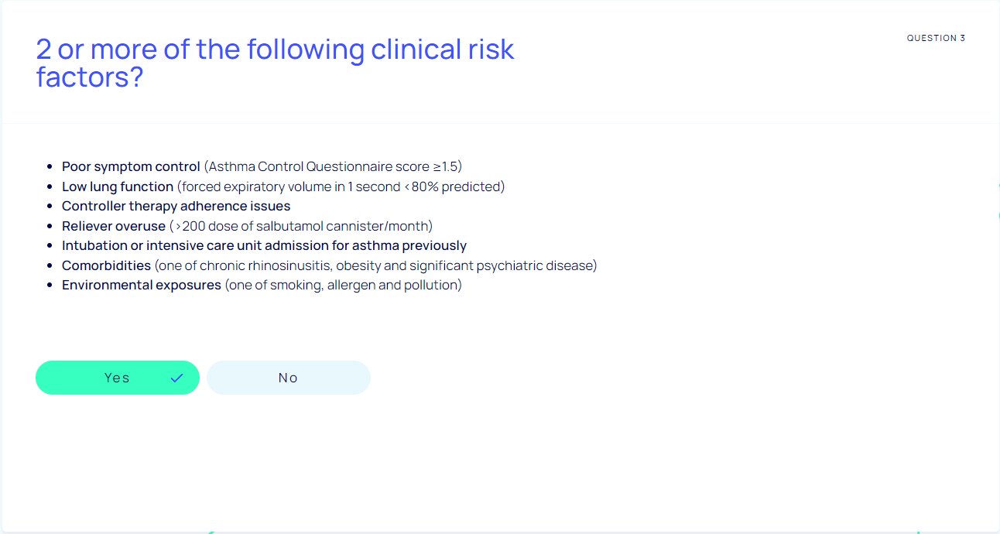 2 or more of the following clinical risk
factors?
QUESTION 3
• Poor symptom control (Asthma Control Questionnaire score ≥1.5)
• Low lung function (forced expiratory volume in 1 second <80% predicted)
• Controller therapy adherence issues
• Reliever overuse (>200 dose of salbutamol cannister/month)
• Intubation or intensive care unit admission for asthma previously
• Comorbidities (one of chronic rhinosinusitis, obesity and significant psychiatric disease)
• Environmental exposures (one of smoking, allergen and pollution)
Yes
No